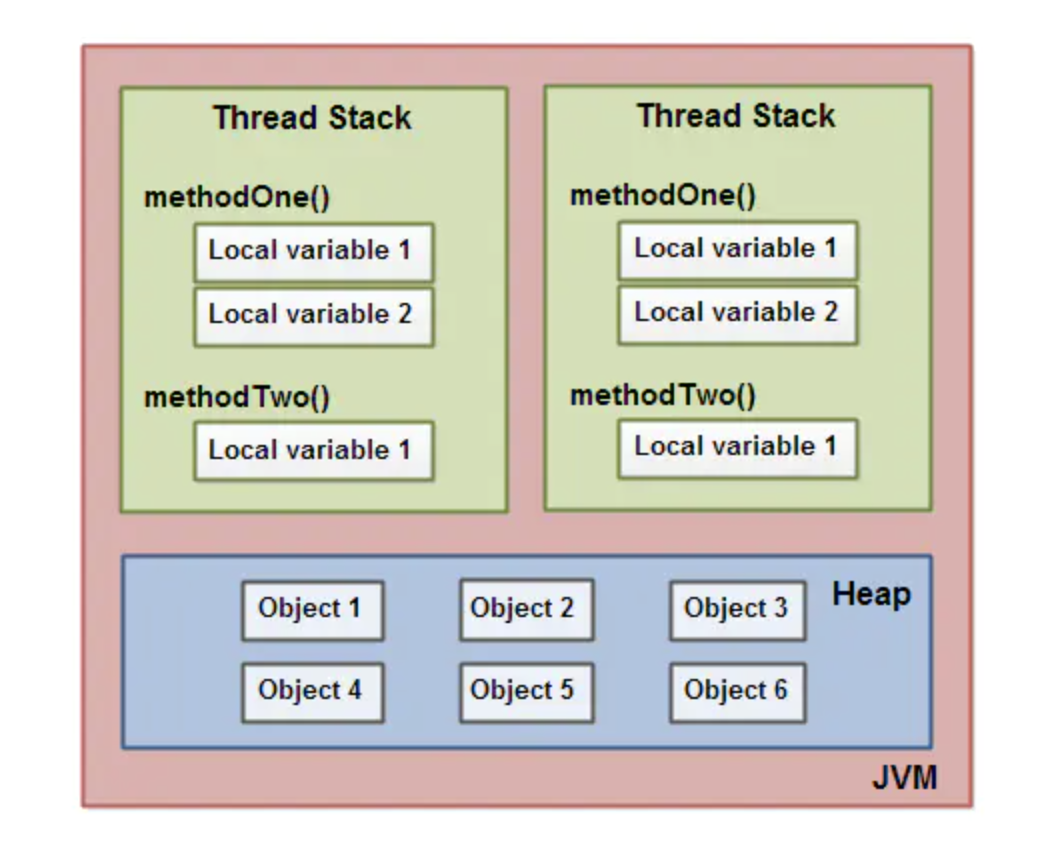 Thread Stack
methodOne()
Local variable 1
Local variable 2
methodTwo()
Local variable 1
Thread Stack
methodOne()
Local variable 1
Local variable 2
methodTwo()
Local variable 1
Heap
Object 1
Object 2
Object 3
Object 4
Object 5
Object 6
JVM